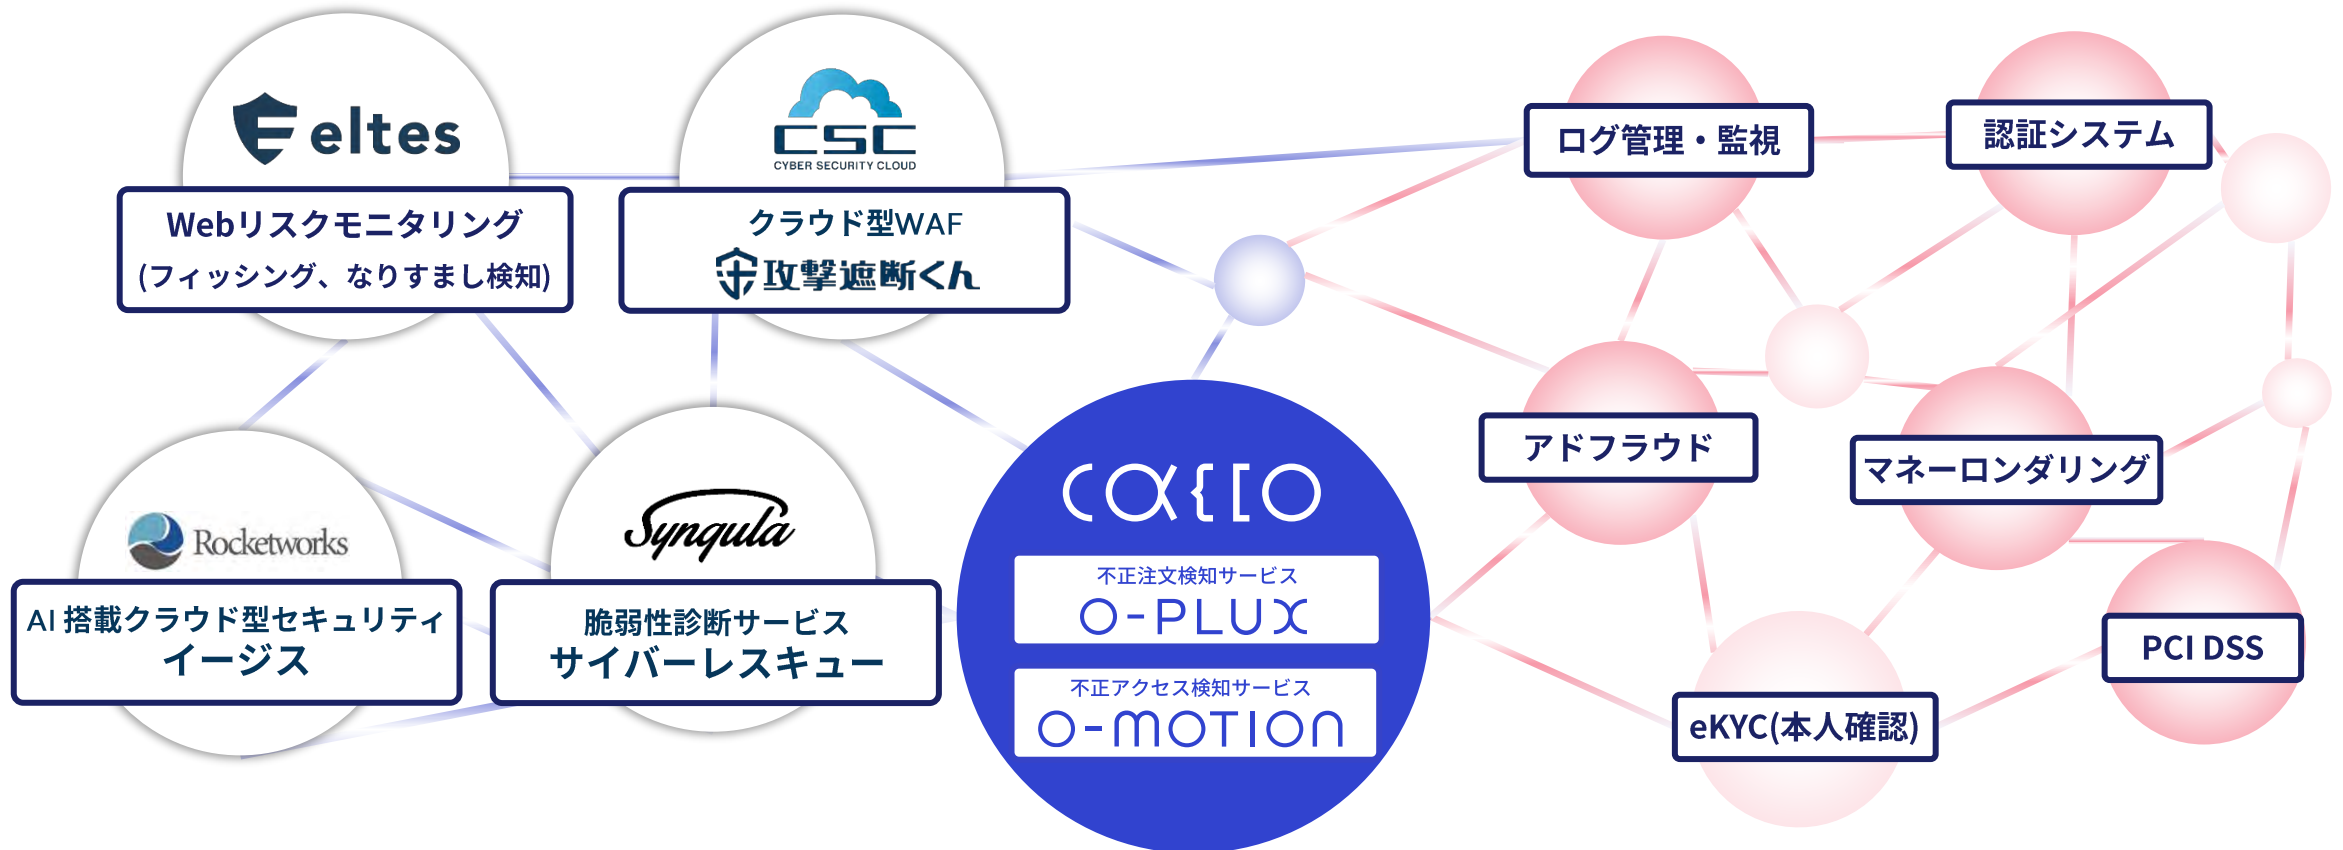 eltes
Webリスクモニタリング
(フィッシング、なりすまし検知)
CSC
CYBER SECURITY CLOUD
クラウド型WAF
攻撃遮断くん
Rocketworks
AI 搭載クラウド型セキュリティ
イージス
Syngula
脆弱性診断サービス
サイバーレスキュー
cacco
不正注文検知サービス
O-PLUX
不正アクセス検知サービス
O-MOTION
ログ管理・監視
認証システム
アドフラウド
マネーロンダリング
PCI DSS
eKYC(本人確認)